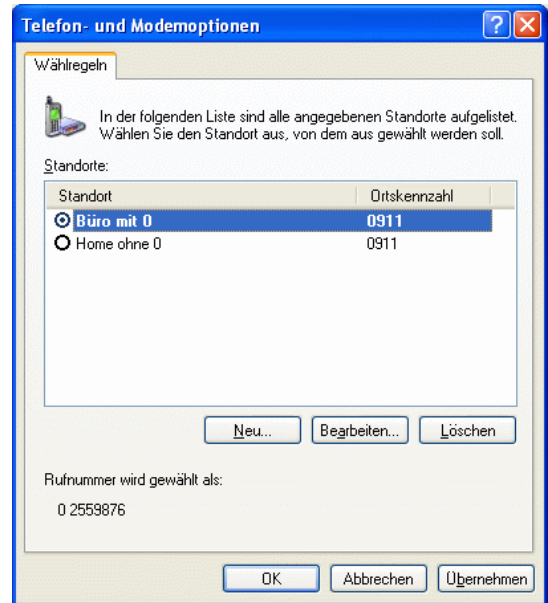 Telefon- und Modemoptionen
Wählregeln
In der folgenden Liste sind alle angegebenen Standorte aufgelistet.
Wählen Sie den Standort aus, von dem aus gewählt werden soll.
Standorte:
Standort Ortskennzahl
Büro mit 0 0911
Home ohne 0 0911
Neu... Bearbeiten... Löschen
Rufnummer wird gewählt als:
0 2559876
OK Abbrechen Übernehmen